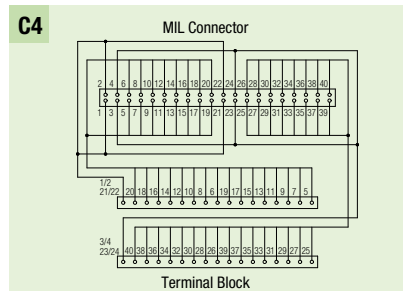 C4
MIL Connector
2 4 6 8 10 12 14 16 18 20 22 24 26 28 30 32 34 36 38 40
1 3 5 7 9 11 13 15 17 19 21 23 25 27 29 31 33 35 37 39
1/2
21/22 20 18 16 14 12 10 8 6 19 17 15 13 11 9 7 5
3/4
23/24 40 38 36 34 32 30 28 26 39 37 35 33 31 29 27 25
Terminal Block